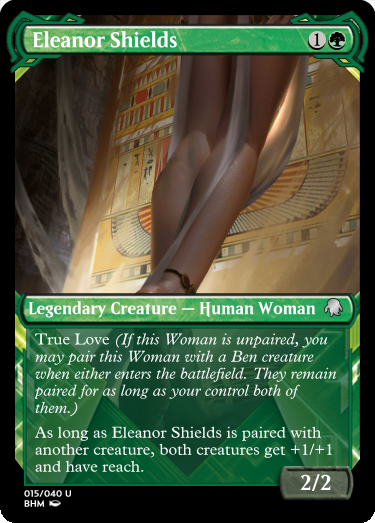 Eleanor Shields 1
Legendary Creature — Human Woman
True Love (If this Woman is unpaired, you
may pair this Woman with a Ben creature
when either enters the battlefield. They remain
paired for as long as your control both of
them.)
As long as Eleanor Shields is paired with
another creature, both creatures get +1/+1
and have reach.
2/2
015/040 U
BHM